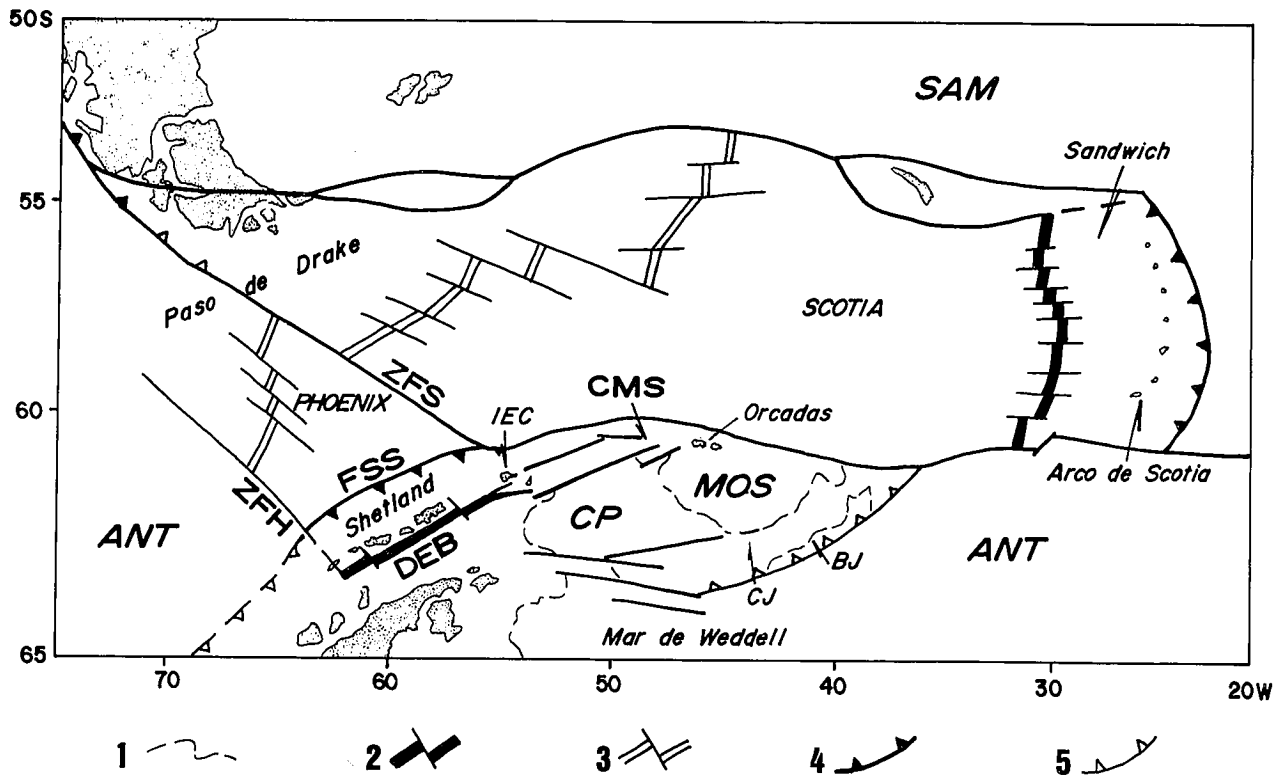 50S
SAM
Sandwich
55
Paso de Drake
SCOTIA
ZFS
CMS
60
PHOENIX
IEC
Orcadas
FSS
Arco de Scotia
Shetland
MOS
ZFH
CP
ANT
ANT
DEB
BJ
CJ
Mar de Weddell
65
70 60 50 40 30 20W
1 2 3 4 5